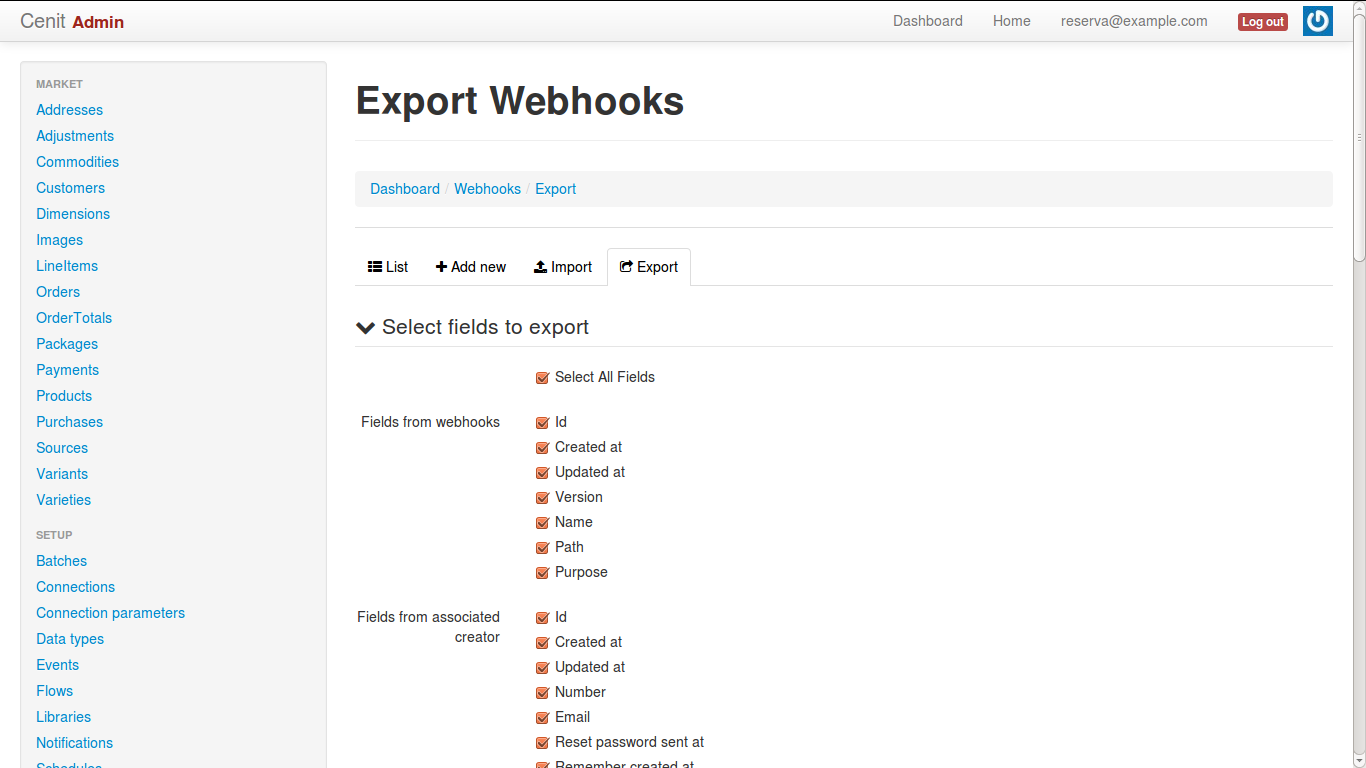 Cenit Admin
Dashboard Home reserva@example.com Log out
MARKET
Addresses
Adjustments
Commodities
Customers
Dimensions
Images
LineItems
Orders
OrderTotals
Packages
Payments
Products
Purchases
Sources
Variants
Varieties
SETUP
Batches
Connections
Connection parameters
Data types
Events
Flows
Libraries
Notifications
Schedules
Export Webhooks
Dashboard / Webhooks / Export
List Add new Import Export
Select fields to export
Select All Fields
Fields from webhooks
Id
Created at
Updated at
Version
Name
Path
Purpose
Fields from associated
creator
Id
Created at
Updated at
Number
Email
Reset password sent at
Remember created at